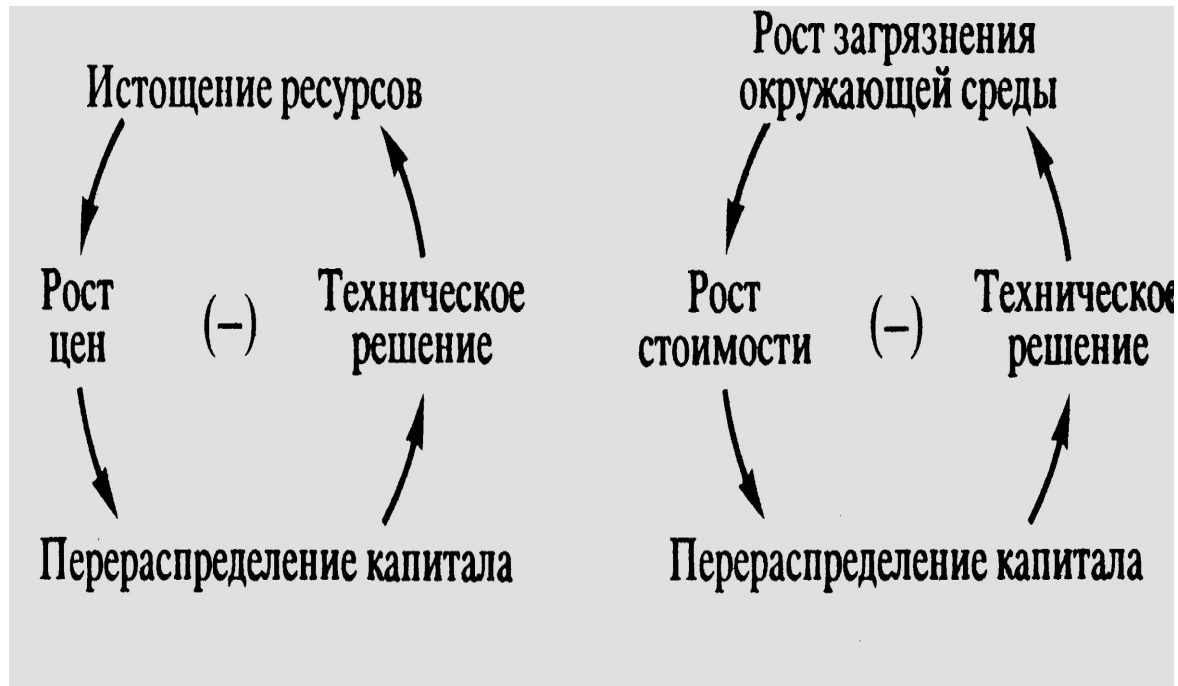 Истощение ресурсов
Рост
цен
(–)
Техническое
решение
Перераспределение капитала
Рост загрязнения
окружающей среды
Рост
стоимости
(–)
Техническое
решение
Перераспределение капитала